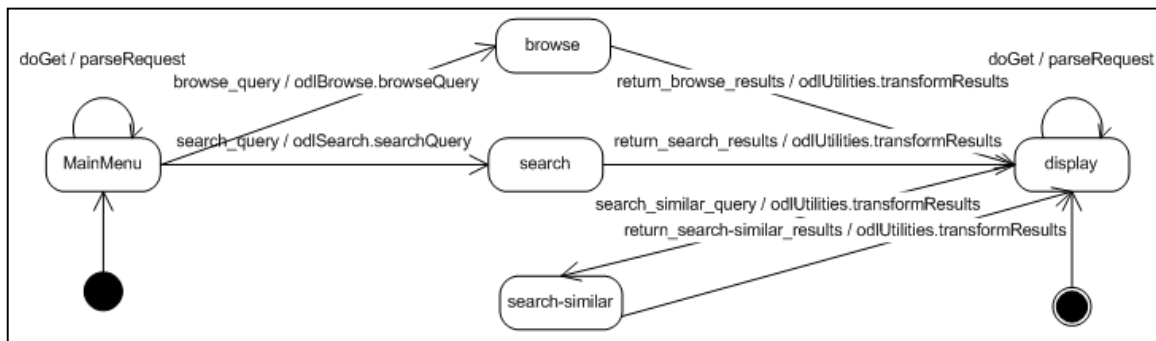 browse
doGet / parseRequest
doGet / parseRequest
browse_query / odlBrowse.browseQuery
return_browse_results / odlUtilities.transformResults
search_query / odlSearch.searchQuery
return_search_results / odlUtilities.transformResults
MainMenu
search
display
search_similar_query / odlUtilities.transformResults
return_search-similar_results / odlUtilities.transformResults
search-similar